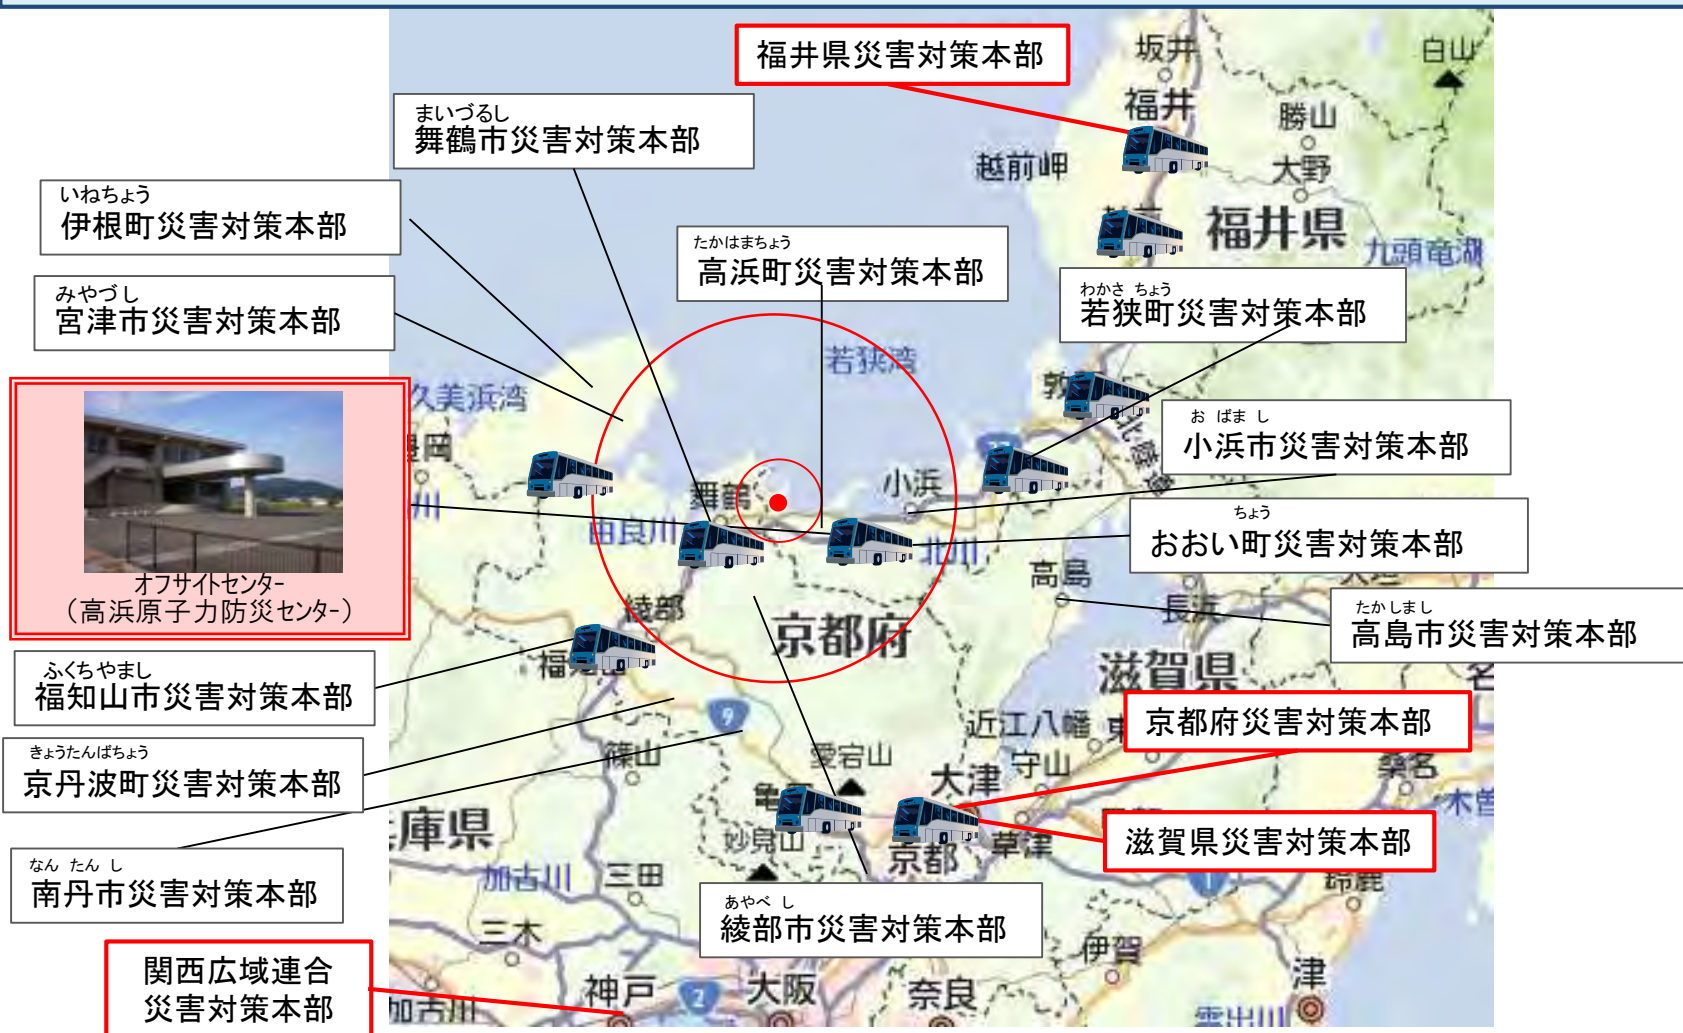 福井県災害対策本部
坂井
白山
福井
勝山
まいづるし
舞鶴市災害対策本部
越前岬
大野
いねちょう
伊根町災害対策本部
福井県
九頭竜湖
たかはまちょう
高浜町災害対策本部
みやづし
宮津市災害対策本部
わかさ ちょう
若狭町災害対策本部
若狭湾
久美浜湾
お ばま し
小浜市災害対策本部
小浜
舞鶴
由良川
北川
ちょう
おおい町災害対策本部
オフサイトセンター
（高浜原子力防災センター）
高島
長浜
たかしまし
高島市災害対策本部
綾部
京都府
滋賀県
ふくちやまし
福知山市災害対策本部
9
近江八幡
京都府災害対策本部
きょうたんばちょう
京丹波町災害対策本部
篠山
愛宕山
大津
守山
桑名
木曽
滋賀県災害対策本部
妙見山
京都
草津
なん たん し
南丹市災害対策本部
加古川
三田
1
鈴鹿
あやべ し
綾部市災害対策本部
三木
伊賀
関西広域連合
災害対策本部
加古川
神戸
2
大阪
奈良
津
雲出川